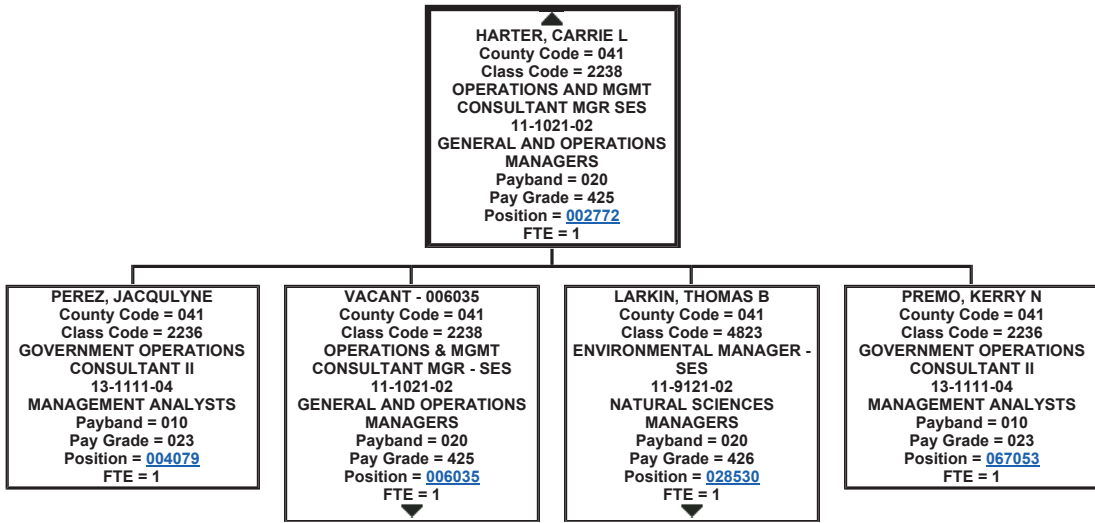 HARTER, CARRIE L
County Code = 041
Class Code = 2238
OPERATIONS AND MGMT
CONSULTANT MGR SES
11-1021-02
GENERAL AND OPERATIONS
MANAGERS
Payband = 020
Pay Grade = 425
Position = 002772
FTE = 1
PEREZ, JACQULYNE
County Code = 041
Class Code = 2236
GOVERNMENT OPERATIONS
CONSULTANT II
13-1111-04
MANAGEMENT ANALYSTS
Payband = 010
Pay Grade = 023
Position = 004079
FTE = 1
VACANT - 006035
County Code = 041
Class Code = 2238
OPERATIONS & MGMT
CONSULTANT MGR - SES
11-1021-02
GENERAL AND OPERATIONS
MANAGERS
Payband = 020
Pay Grade = 425
Position = 006035
FTE = 1
LARKIN, THOMAS B
County Code = 041
Class Code = 4823
ENVIRONMENTAL MANAGER -
SES
11-9121-02
NATURAL SCIENCES
MANAGERS
Payband = 020
Pay Grade = 426
Position = 028530
FTE = 1
PREMO, KERRY N
County Code = 041
Class Code = 2236
GOVERNMENT OPERATIONS
CONSULTANT II
13-1111-04
MANAGEMENT ANALYSTS
Payband = 010
Pay Grade = 023
Position = 067053
FTE = 1